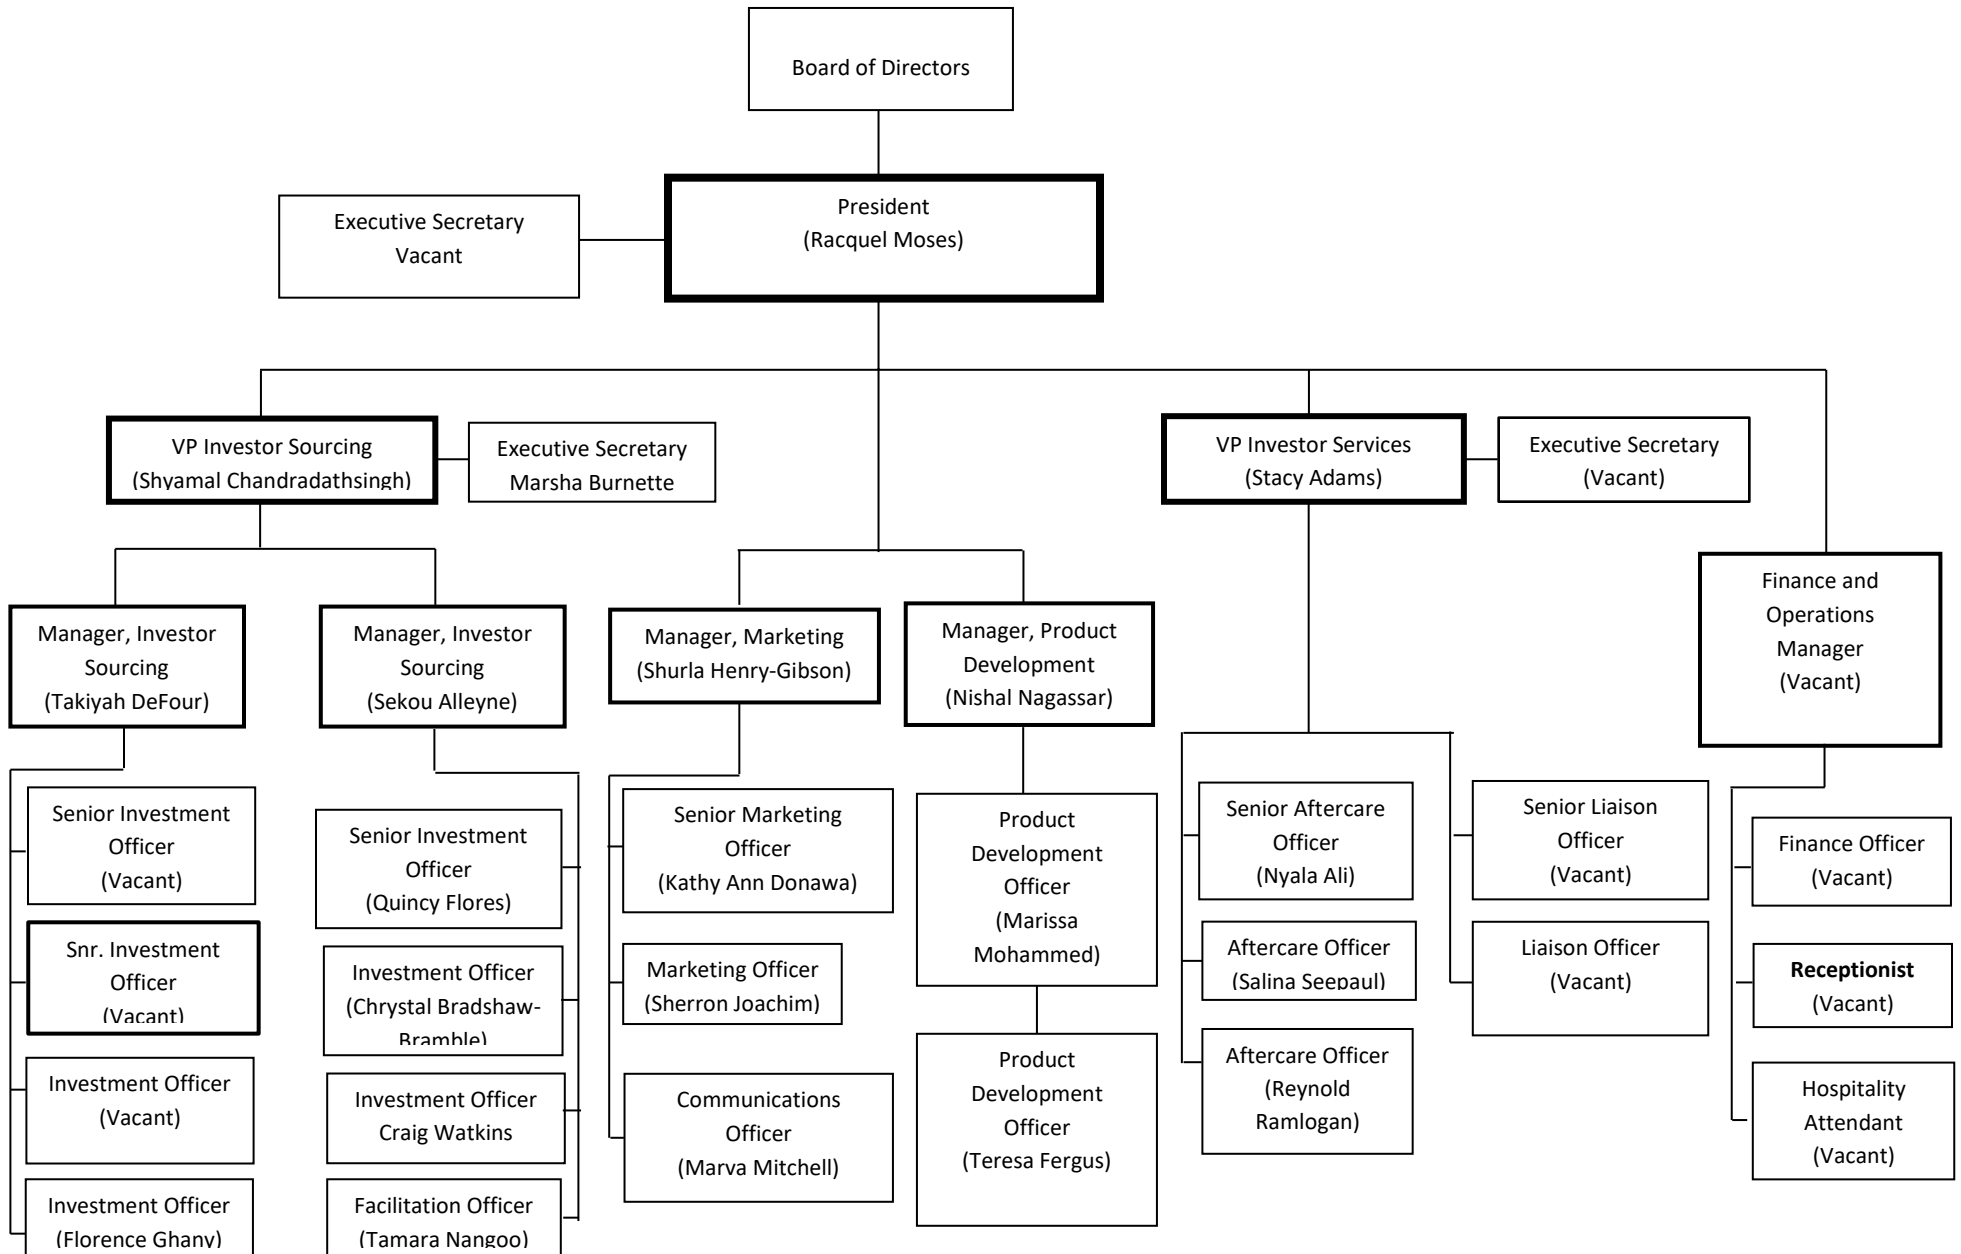 Board of Directors
President
(Racquel Moses)
Executive Secretary
Vacant
VP Investor Sourcing
(Shyamal Chandradathsingh)
Executive Secretary
Marsha Burnette
VP Investor Services
(Stacy Adams)
Executive Secretary
(Vacant)
Finance and
Operations
Manager
(Vacant)
Manager, Investor
Sourcing
(Takiyah DeFour)
Manager, Investor
Sourcing
(Sekou Alleyne)
Manager, Marketing
(Shurla Henry-Gibson)
Manager, Product
Development
(Nishal Nagassar)
Senior Investment
Officer
(Vacant)
Snr. Investment
Officer
(Vacant)
Investment Officer
(Vacant)
Investment Officer
(Florence Ghany)
Senior Investment
Officer
(Quincy Flores)
Investment Officer
(Chrystal Bradshaw-
Bramble)
Investment Officer
Craig Watkins
Facilitation Officer
(Tamara Nangoo)
Senior Marketing
Officer
(Kathy Ann Donawa)
Marketing Officer
(Sherron Joachim)
Communications
Officer
(Marva Mitchell)
Product
Development
Officer
(Marissa
Mohammed)
Product
Development
Officer
(Teresa Fergus)
Senior Aftercare
Officer
(Nyala Ali)
Aftercare Officer
(Salina Seepaul)
Aftercare Officer
(Reynold
Ramlogan)
Senior Liaison
Officer
(Vacant)
Liaison Officer
(Vacant)
Finance Officer
(Vacant)
Receptionist
(Vacant)
Hospitality
Attendant
(Vacant)